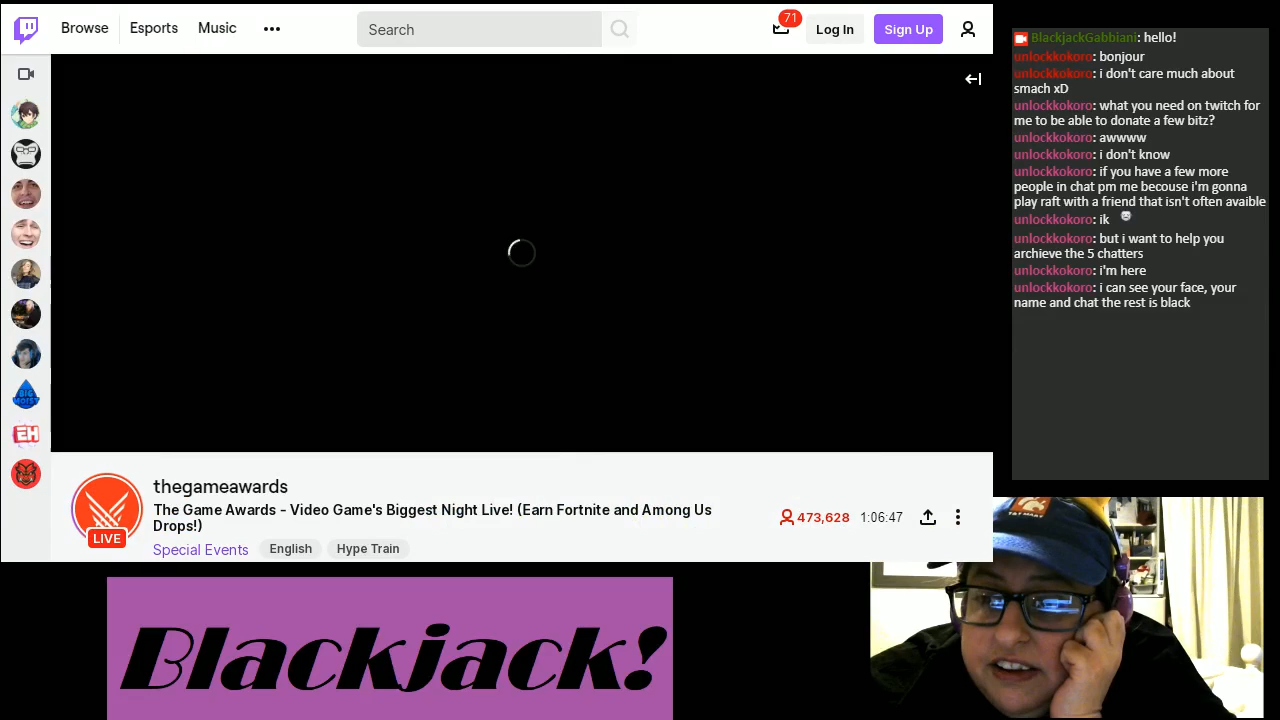 Browse
Esports
Music
Search
71
Log In
Sign Up
BlackjackGabbiani: hello!
unlockkokoro: bonjour
unlockkokoro: i don't care much about
smach xD
unlockkokoro: what you need on twitch for
me to be able to donate a few bitz?
unlockkokoro: awwww
unlockkokoro: i don't know
unlockkokoro: if you have a few more
people in chat pm me becouse i'm gonna
play raft with a friend that isn't often avaible
unlockkokoro: ik
unlockkokoro: but i want to help you
archieve the 5 chatters
unlockkokoro: i'm here
unlockkokoro: i can see your face, your
name and chat the rest is black
BIG
MOIST
EH
thegameawards
The Game Awards - Video Game's Biggest Night Live! (Earn Fortnite and Among Us
Drops!)
473,628
1:06:47
LIVE
Special Events
English
Hype Train
Blackjack!